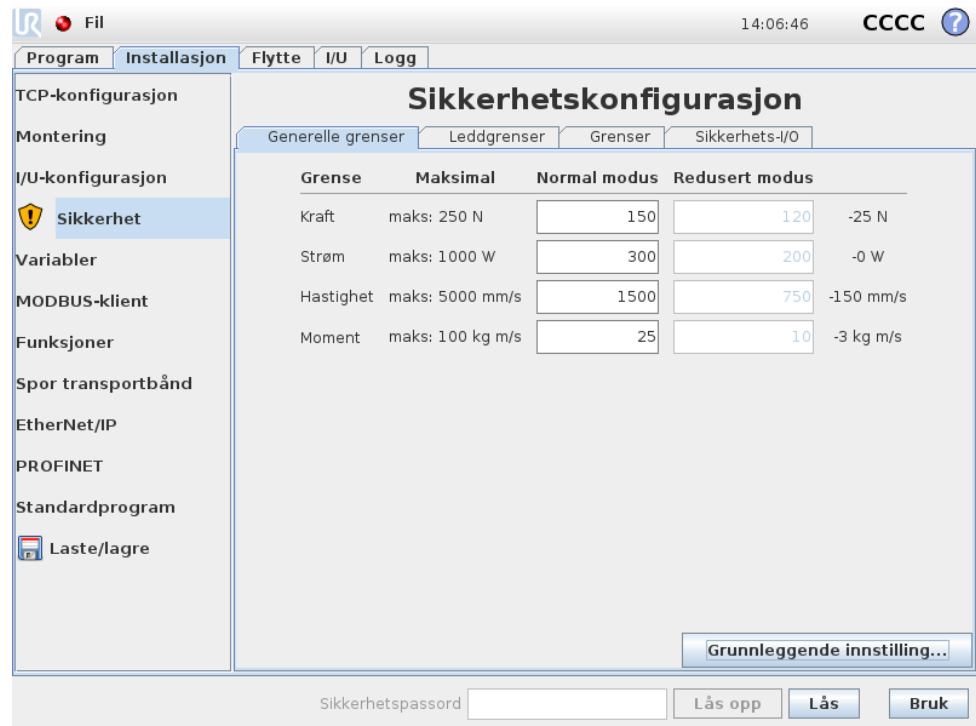 UR Fil 14:06:46 CCCC ?
Program Installasjon Flytte I/U Logg
TCP-konfigurasjon
Montering
I/U-konfigurasjon
Sikkerhet
Variabler
MODBUS-klient
Funksjoner
Spor transportbånd
EtherNet/IP
PROFINET
Standardprogram
Laste/lagre
Sikkerhetskonfigurasjon
Generelle grenser Leddgrenser Grenser Sikkerhets-I/O
Grense Maksimal Normal modus Redusert modus
Kraft maks: 250 N 150 120 -25 N
Strøm maks: 1000 W 300 200 -0 W
Hastighet maks: 5000 mm/s 1500 750 -150 mm/s
Moment maks: 100 kg m/s 25 10 -3 kg m/s
Grunnleggende innstilling...
Sikkerhetspassord Lås opp Lås Bruk